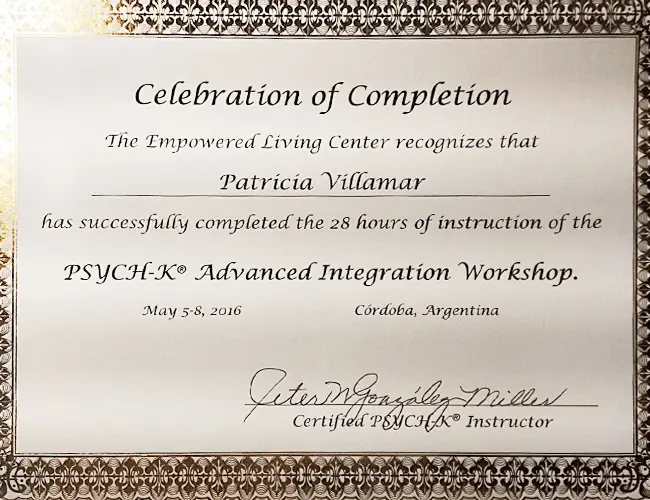 Celebration of Completion
The Empowered Living Center recognizes that
Patricia Villamar
has successfully completed the 28 hours of instruction of the
PSYCH-K® Advanced Integration Workshop.
May 5-8, 2016 Córdoba, Argentina
Peter W González-Miller
Certified PSYCH-K® Instructor